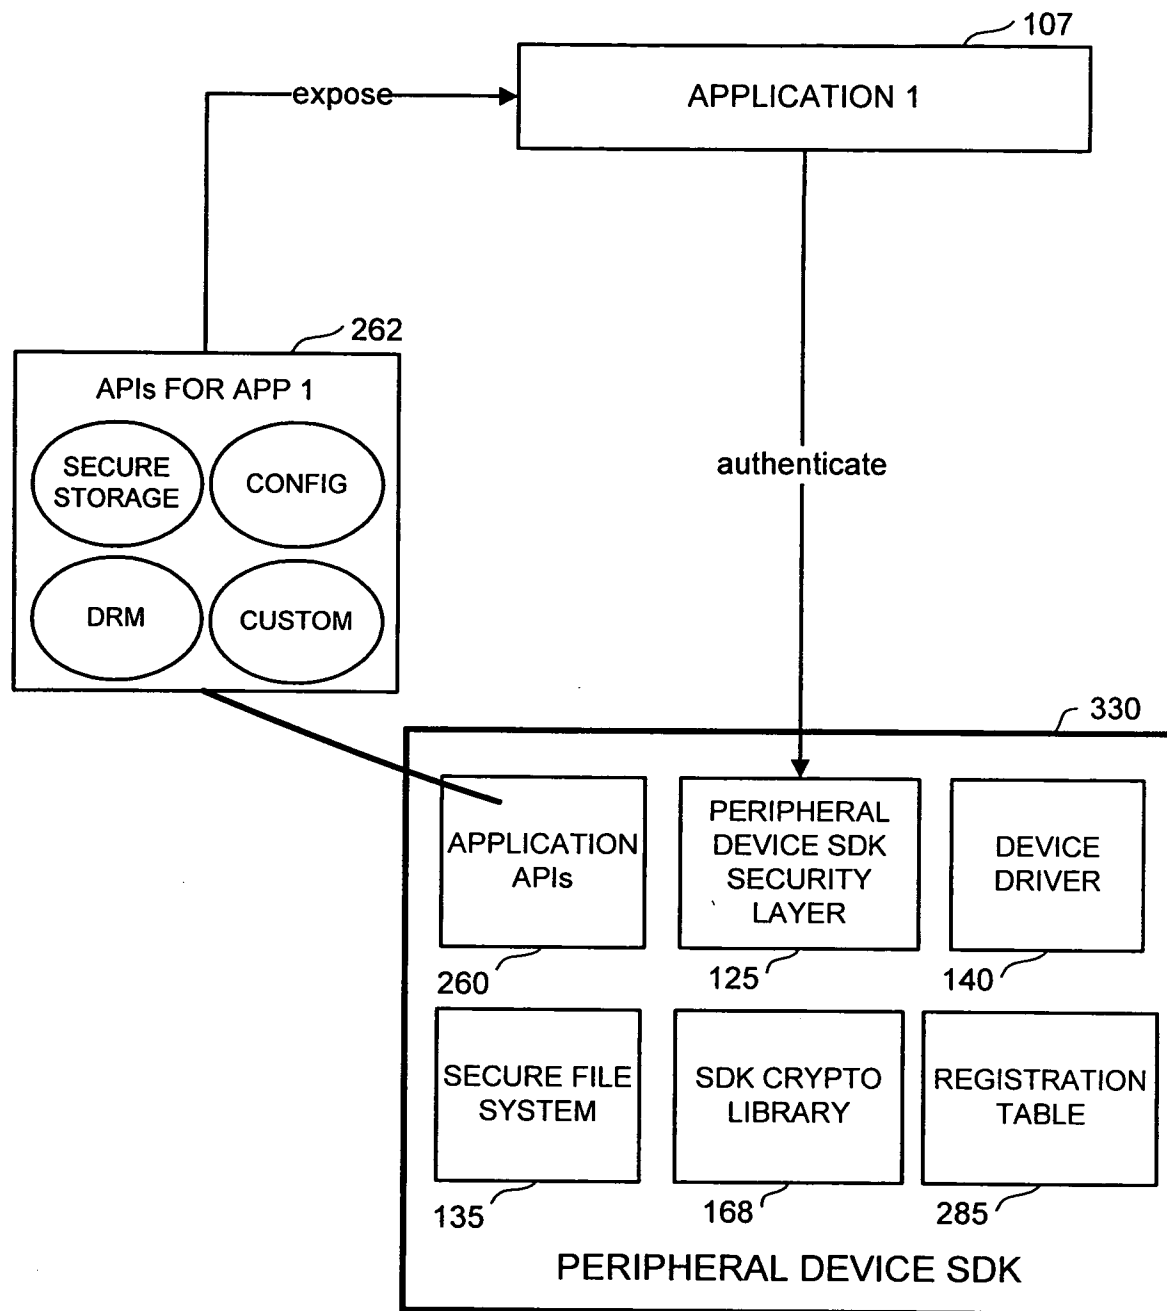 107
expose
APPLICATION 1
262
APIs FOR APP 1
SECURE
STORAGE
CONFIG
DRM
CUSTOM
authenticate
330
APPLICATION
APIs
PERIPHERAL
DEVICE SDK
SECURITY
LAYER
DEVICE
DRIVER
260
125
140
SECURE FILE
SYSTEM
SDK CRYPTO
LIBRARY
REGISTRATION
TABLE
135
168
285
PERIPHERAL DEVICE SDK